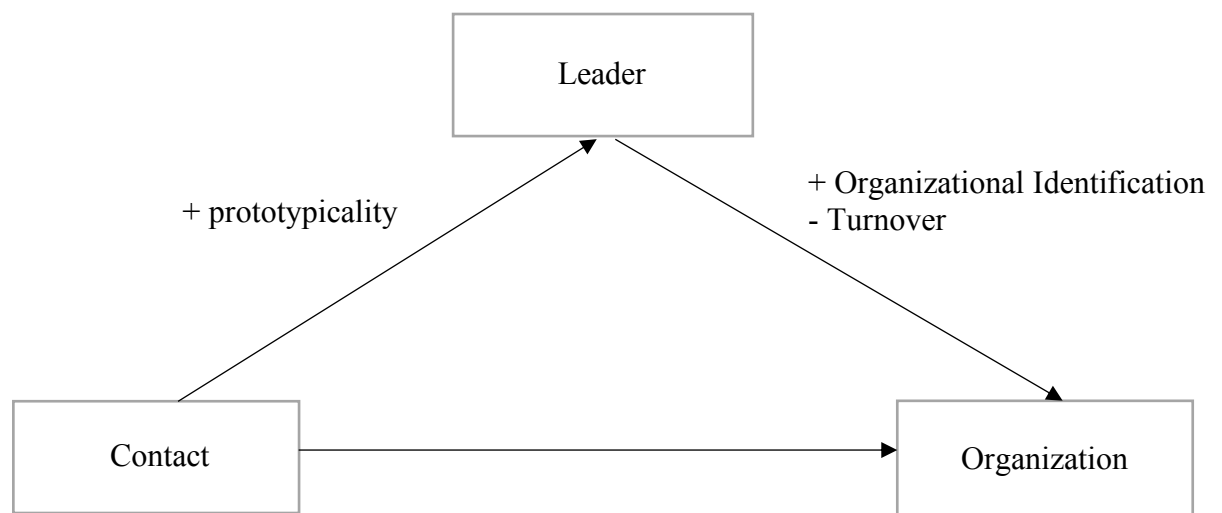 Leader
+ prototypicality
+ Organizational Identification
- Turnover
Contact
Organization